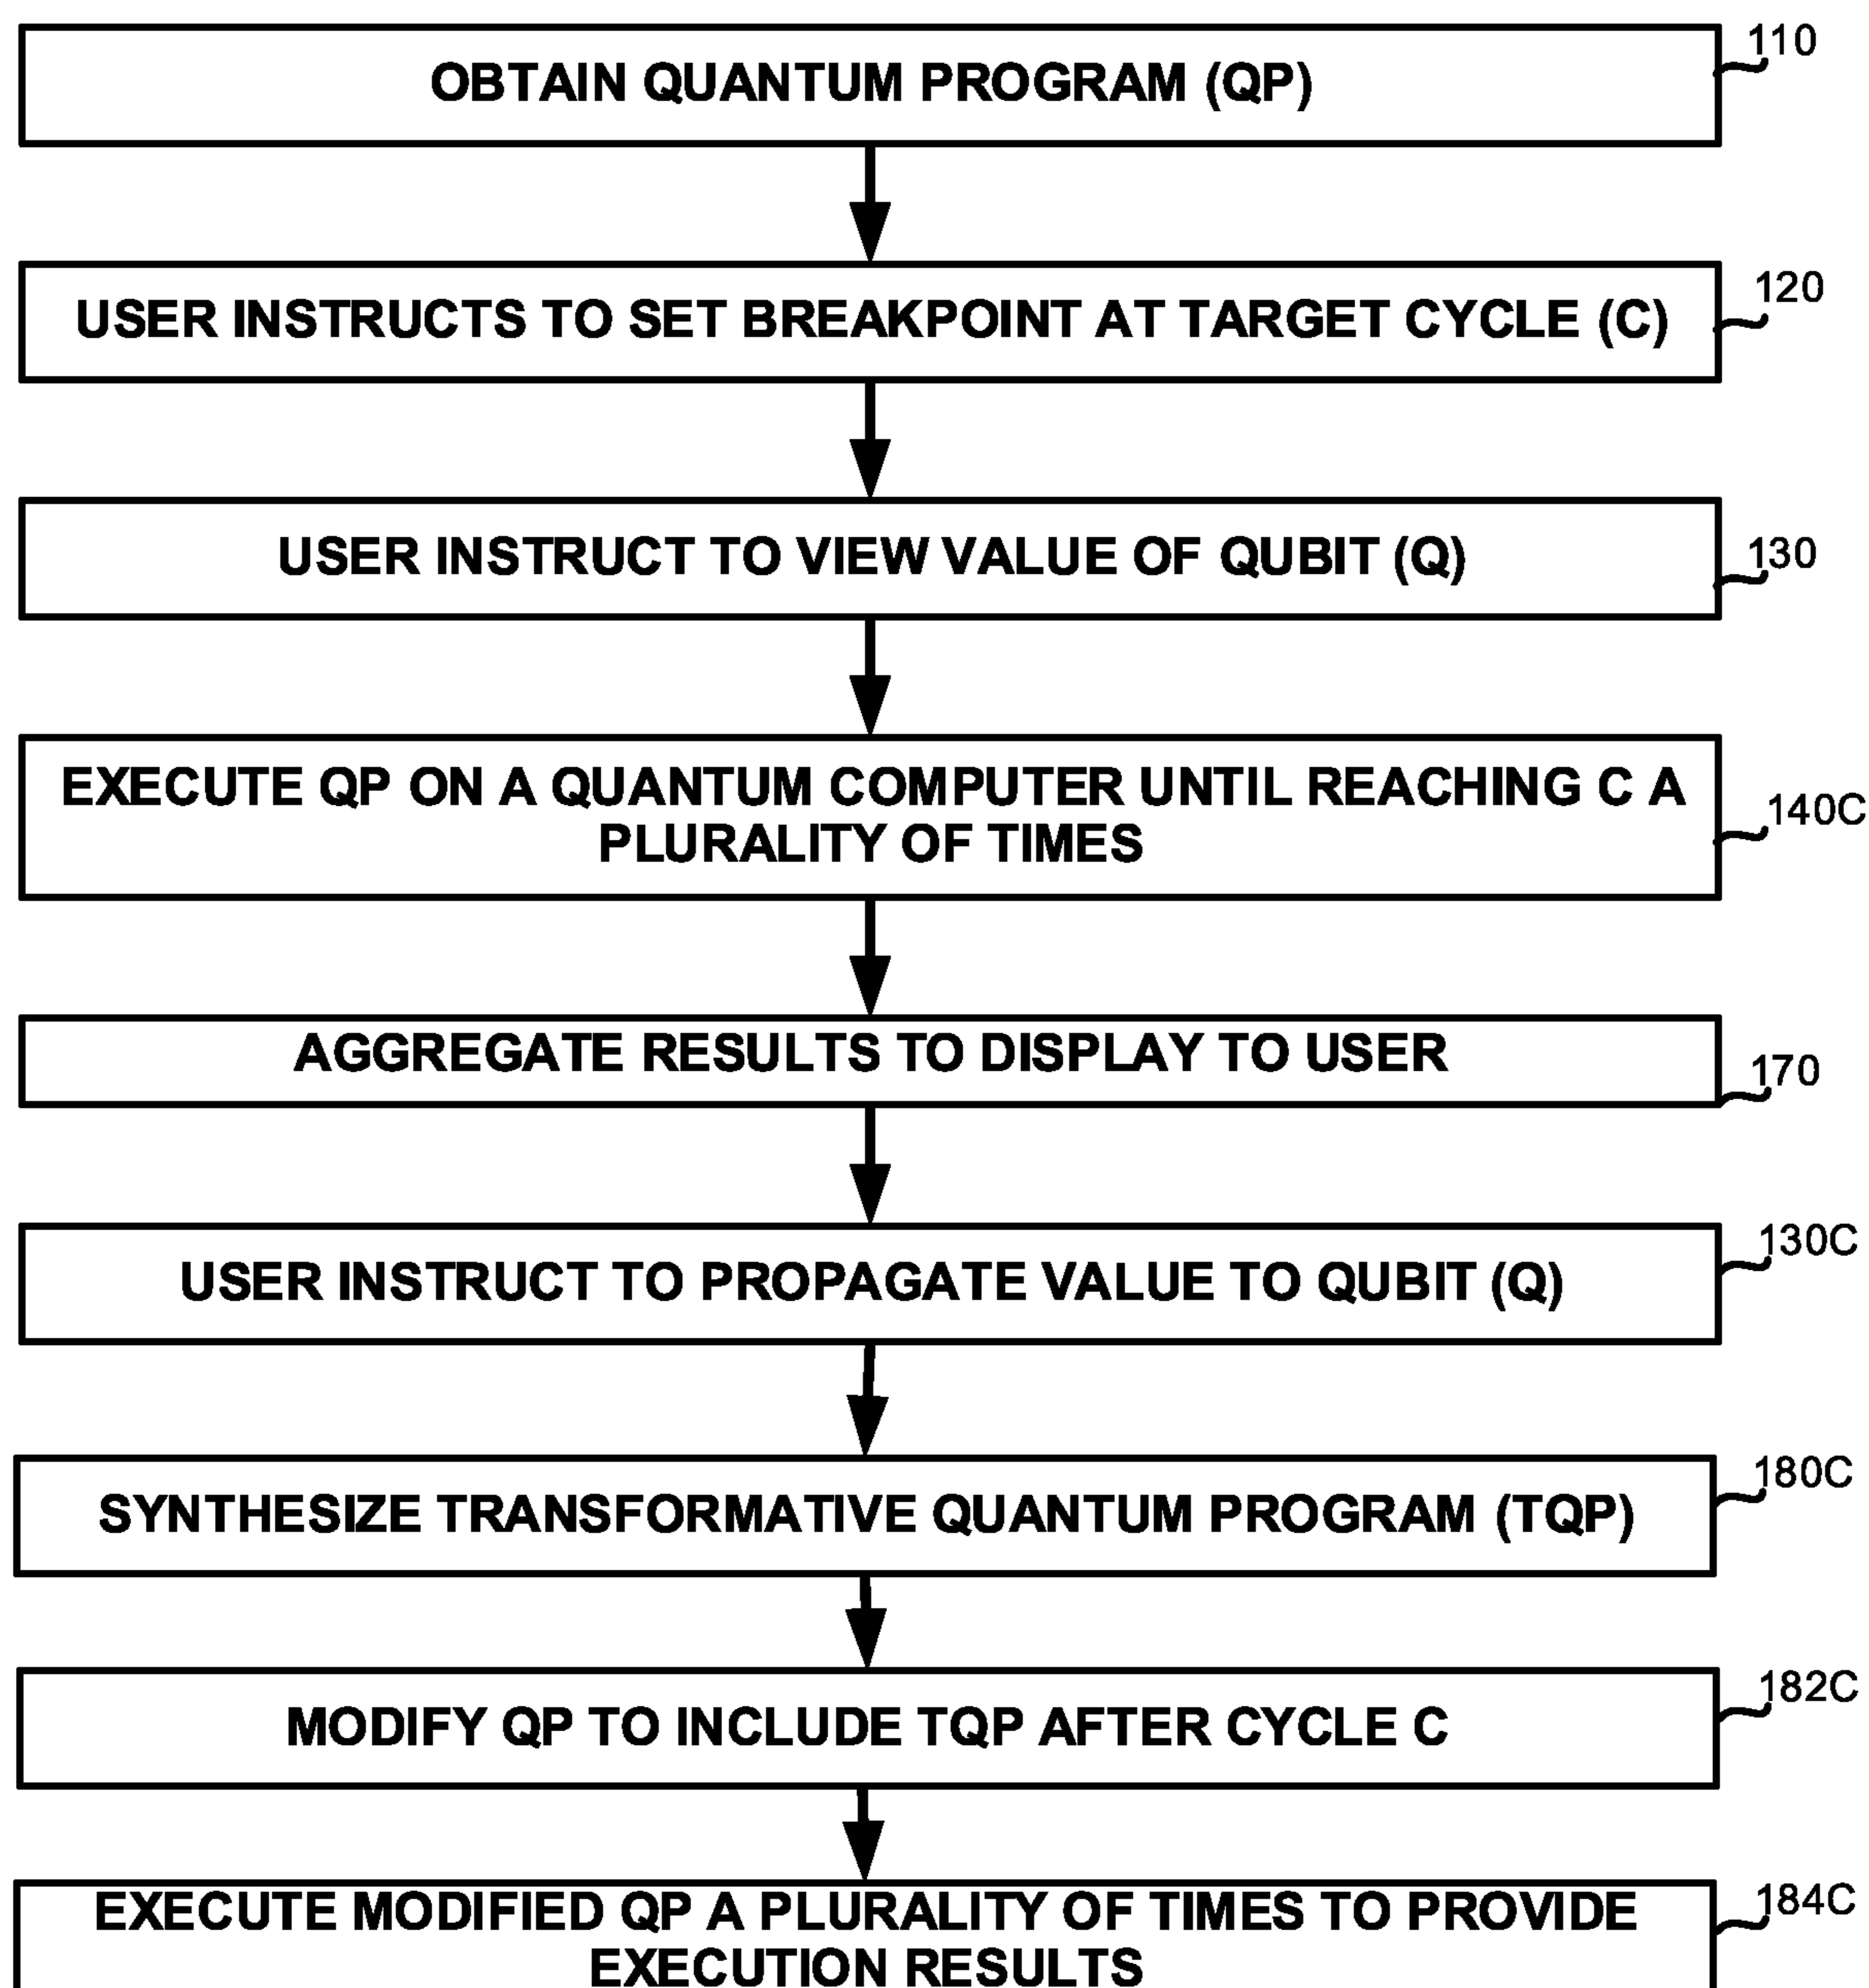 110
OBTAIN QUANTUM PROGRAM (QP)
120
USER INSTRUCTS TO SET BREAKPOINT AT TARGET CYCLE (C)
130
USER INSTRUCT TO VIEW VALUE OF QUBIT (Q)
EXECUTE QP ON A QUANTUM COMPUTER UNTIL REACHING C A
PLURALITY OF TIMES
140C
AGGREGATE RESULTS TO DISPLAY TO USER
170
130C
USER INSTRUCT TO PROPAGATE VALUE TO QUBIT (Q)
180C
SYNTHESIZE TRANSFORMATIVE QUANTUM PROGRAM (TQP)
182C
MODIFY QP TO INCLUDE TQP AFTER CYCLE C
184C
EXECUTE MODIFIED QP A PLURALITY OF TIMES TO PROVIDE
EXECUTION RESULTS